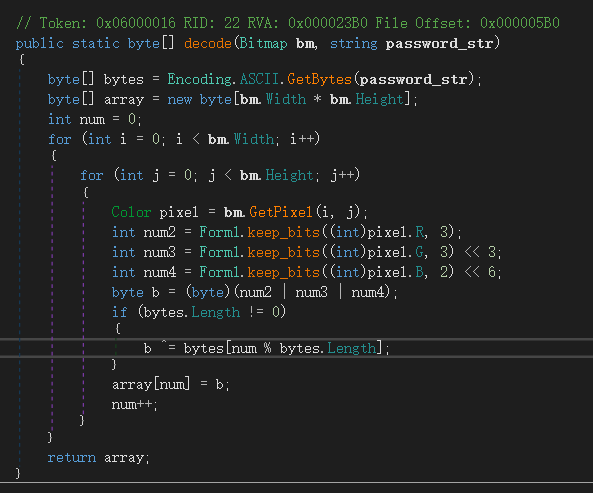 // Token: 0x06000016 RID: 22 RVA: 0x000023B0 File Offset: 0x000005B0
public static byte[] decode(Bitmap bm, string password_str)
{
    byte[] bytes = Encoding.ASCII.GetBytes(password_str);
    byte[] array = new byte[bm.Width * bm.Height];
    int num = 0;
    for (int i = 0; i < bm.Width; i++)
    {
        for (int j = 0; j < bm.Height; j++)
        {
            Color pixel = bm.GetPixel(i, j);
            int num2 = Form1.keep_bits((int)pixel.R, 3);
            int num3 = Form1.keep_bits((int)pixel.G, 3) << 3;
            int num4 = Form1.keep_bits((int)pixel.B, 2) << 6;
            byte b = (byte)(num2 | num3 | num4);
            if (bytes.Length != 0)
            {
                b ^= bytes[num % bytes.Length];
            }
            array[num] = b;
            num++;
        }
    }
    return array;
}